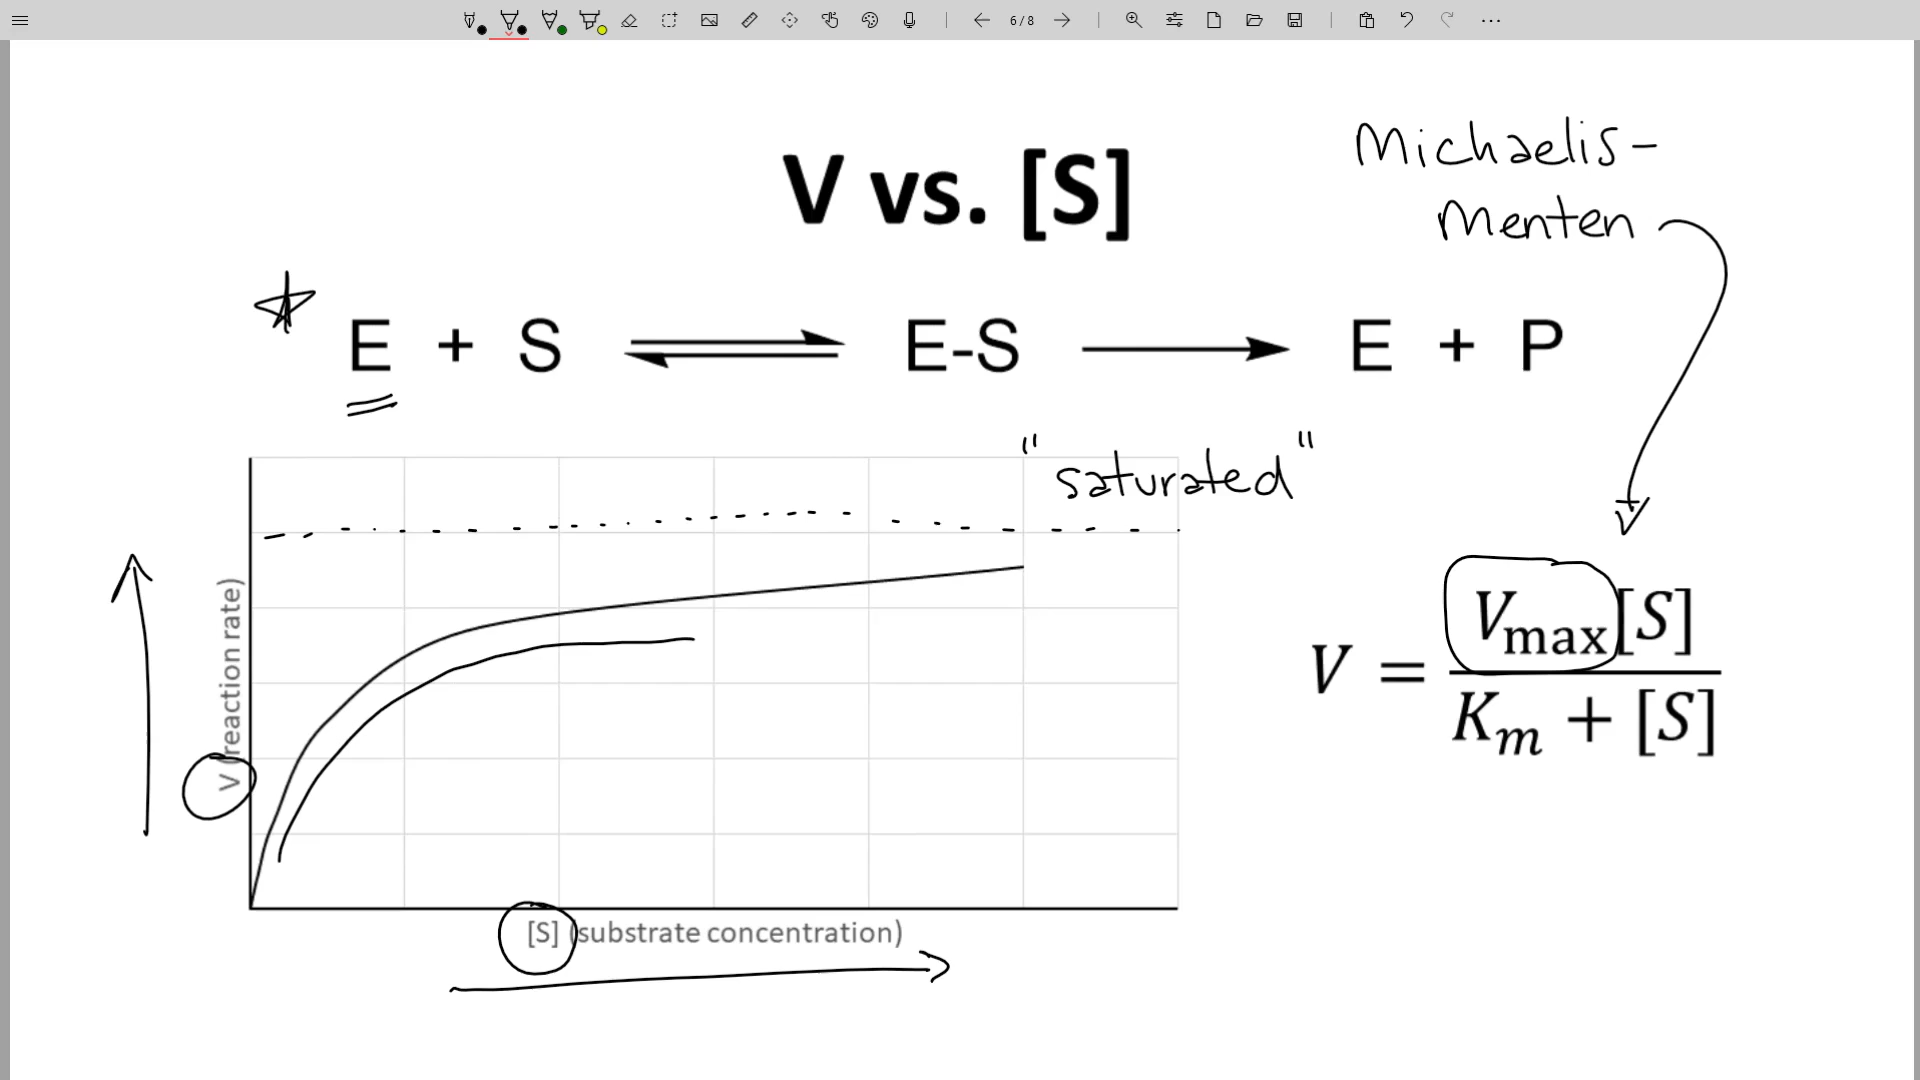 6 / 8
Michaelis-
Menten
V vs. [S]
E + S ⇌ E-S → E + P
"saturated"
V (reaction rate)
V = Vmax[S] / Km + [S]
[S] (substrate concentration)